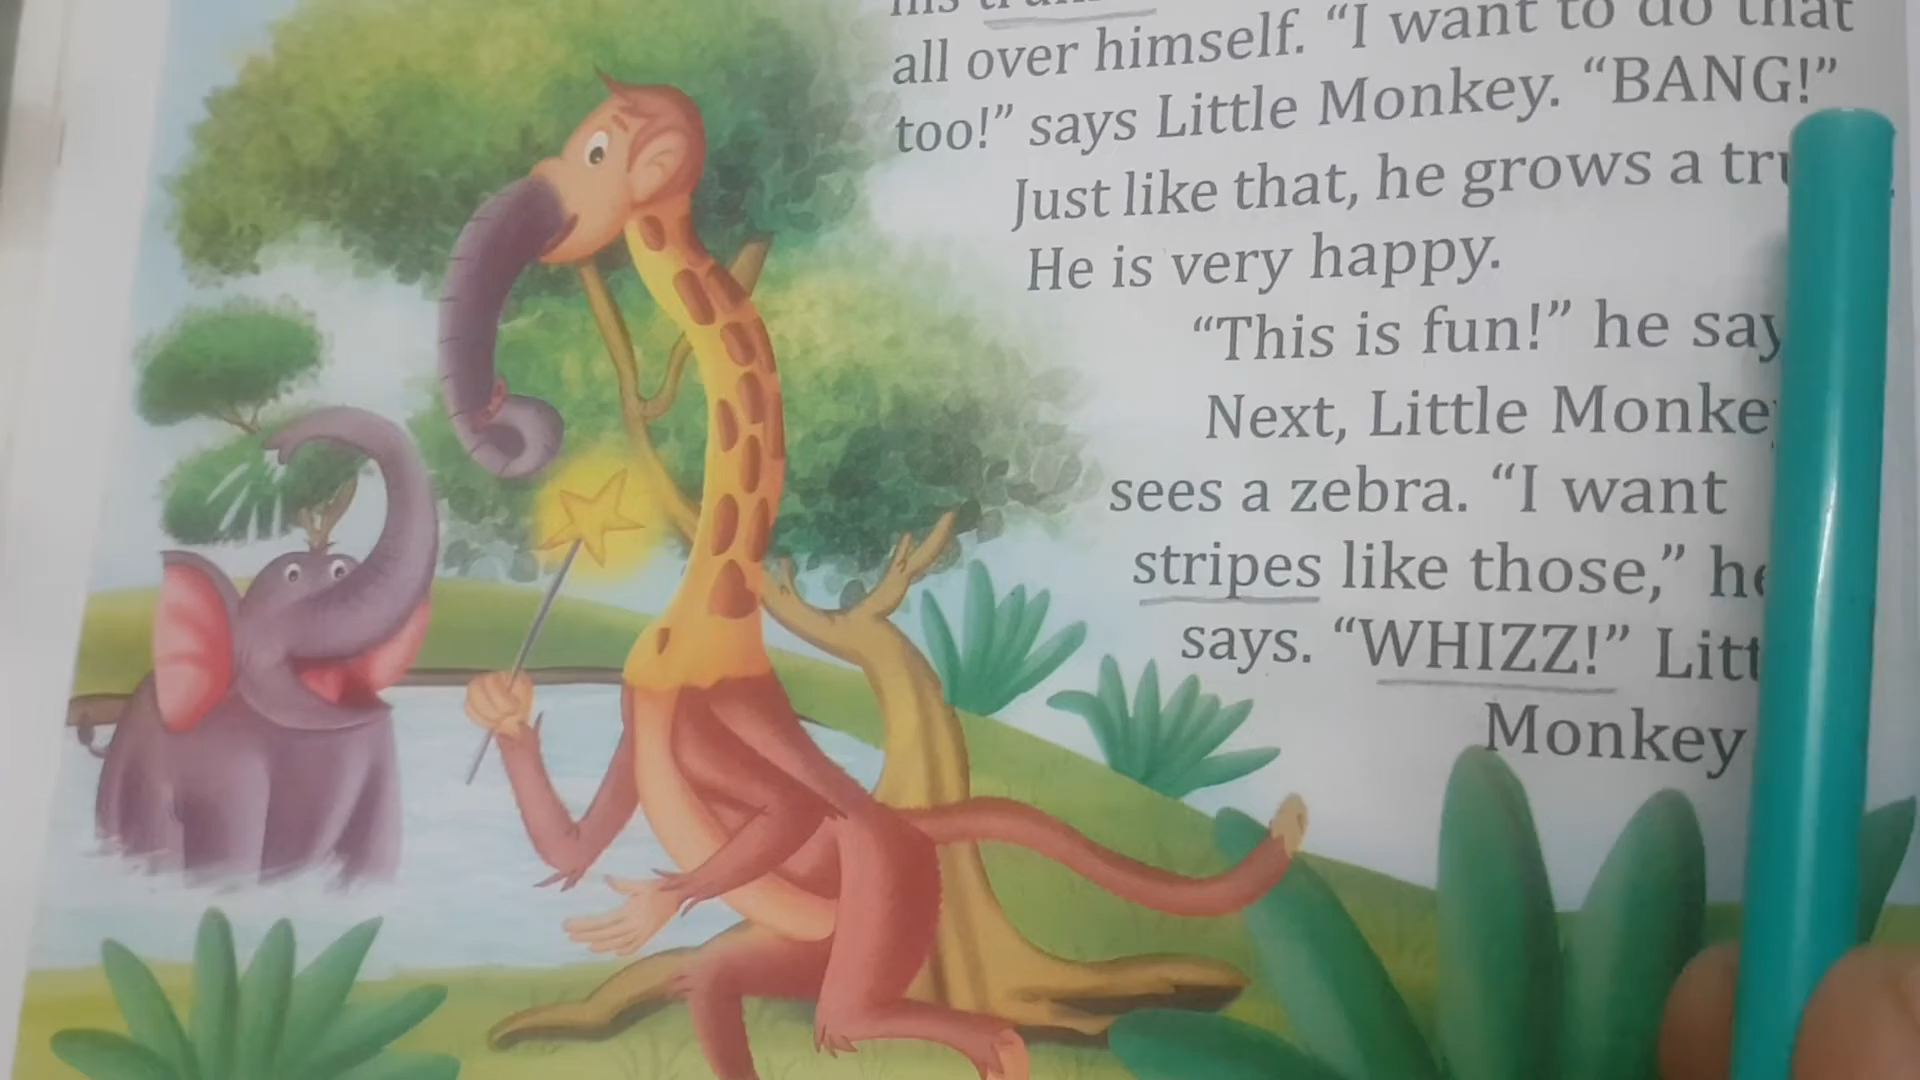 his
all over himself. “I want to do that
too!” says Little Monkey. “BANG!”
Just like that, he grows a
He is very happy.
“This is fun!” he say
Next, Little Monke
sees a zebra. “I want
stripes like those,” he
says. “WHIZZ!” Litt
Monkey